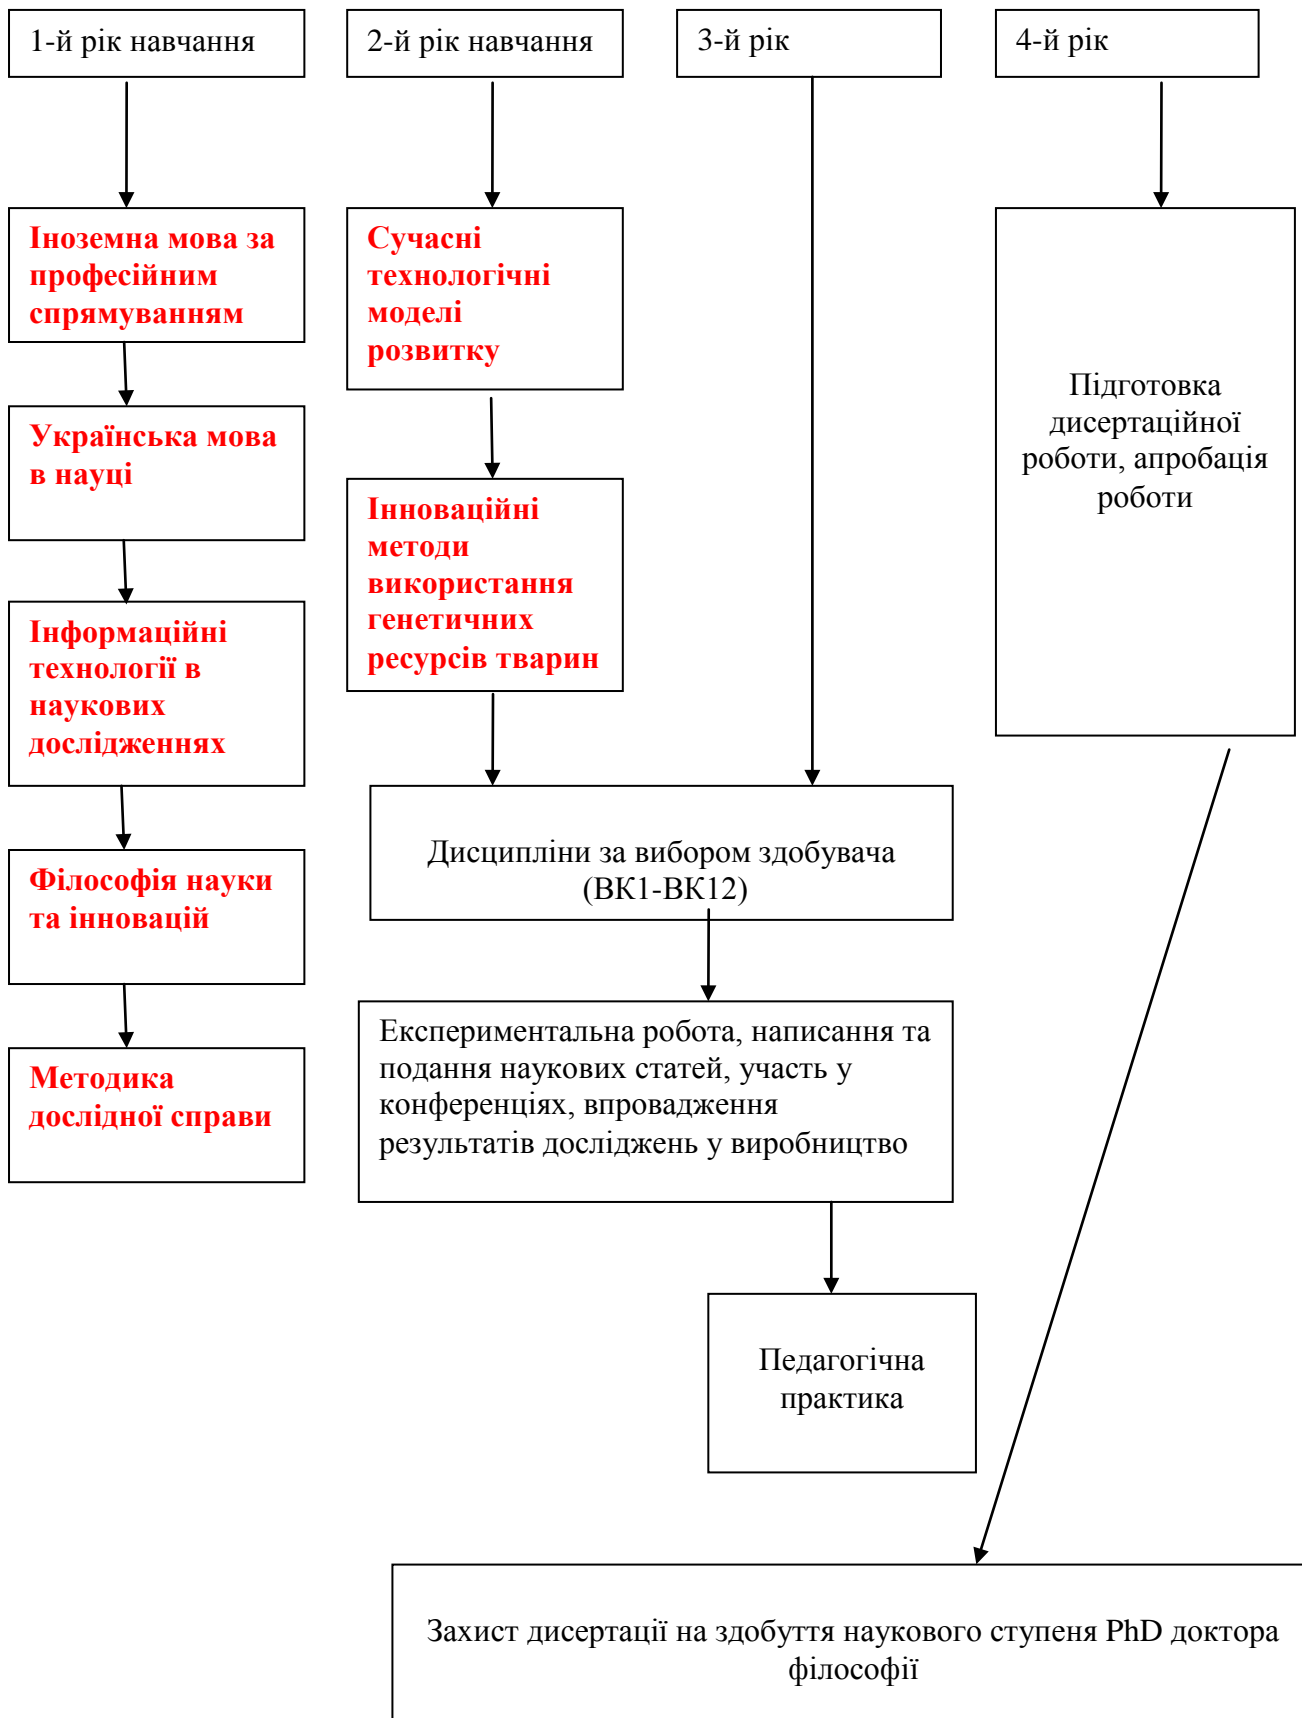 1-й рік навчання
2-й рік навчання
3-й рік
4-й рік
Іноземна мова за
професійним
спрямуванням
Українська мова
в науці
Інформаційні
технології в
наукових
дослідженнях
Філософія науки
та інновацій
Методика
дослідної справи
Сучасні
технологічні
моделі
розвитку
Інноваційні
методи
використання
генетичних
ресурсів тварин
Дисципліни за вибором здобувача
(ВК1-ВК12)
Експериментальна робота, написання та
подання наукових статей, участь у
конференціях, впровадження
результатів досліджень у виробництво
Педагогічна
практика
Підготовка
дисертаційної
роботи, апробація
роботи
Захист дисертації на здобуття наукового ступеня PhD доктора
філософії